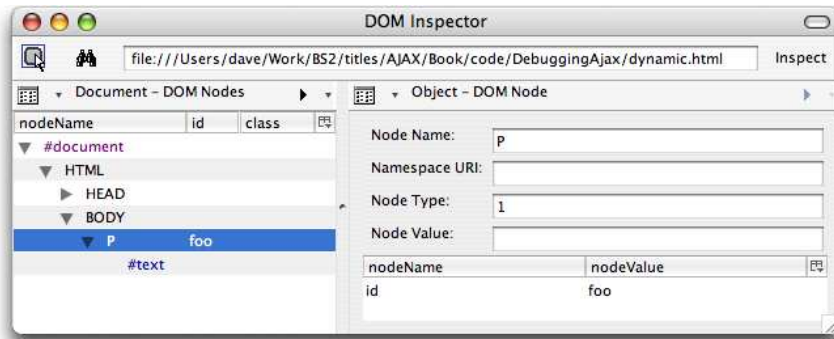 DOM Inspector
file:///Users/dave/Work/BS2/titles/AJAX/Book/code/DebuggingAjax/dynamic.html Inspect
Document – DOM Nodes
nodeName id class
#document
HTML
HEAD
BODY
P foo
#text
Object – DOM Node
Node Name: P
Namespace URI:
Node Type: 1
Node Value:
nodeName nodeValue
id foo